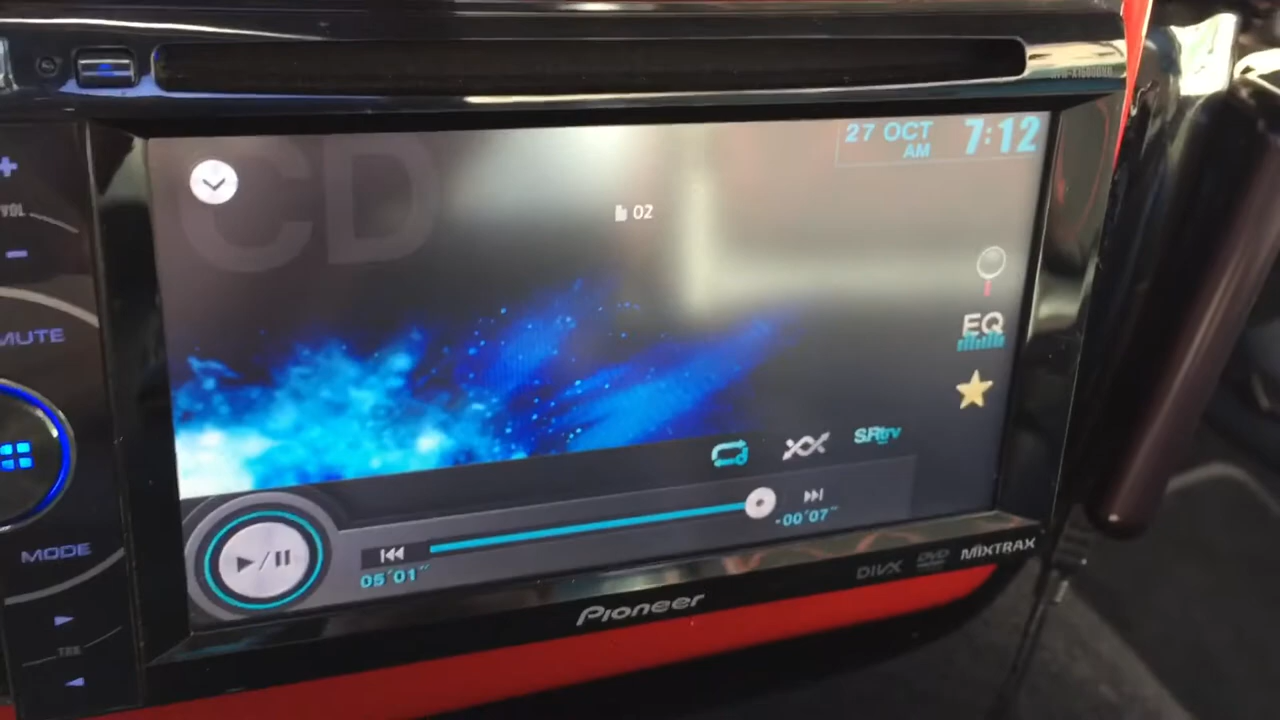 CD
27 OCT
AM
7:12
02
+
VOL
-
MUTE
EQ
S.Rtrv
05'01"
-00'07"
MODE
DIVX
DVD
MIXTRAX
Pioneer